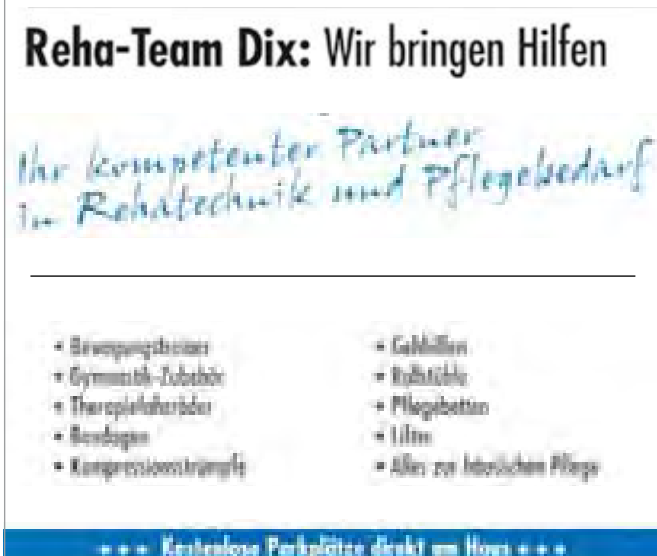 Reha-Team Dix: Wir bringen Hilfen
Ihr kompetenter Partner
in Rehatechnik und Pflegebedarf
• Bewegungstrainer
• Gymnastik-Zubehör
• Therapiefahrräder
• Bandagen
• Kompressionsstrümpfe
• Gehhilfen
• Rollstühle
• Pflegebetten
• Lifter
• Alles zur häuslichen Pflege
+++ Kostenlose Parkplätze direkt am Haus +++